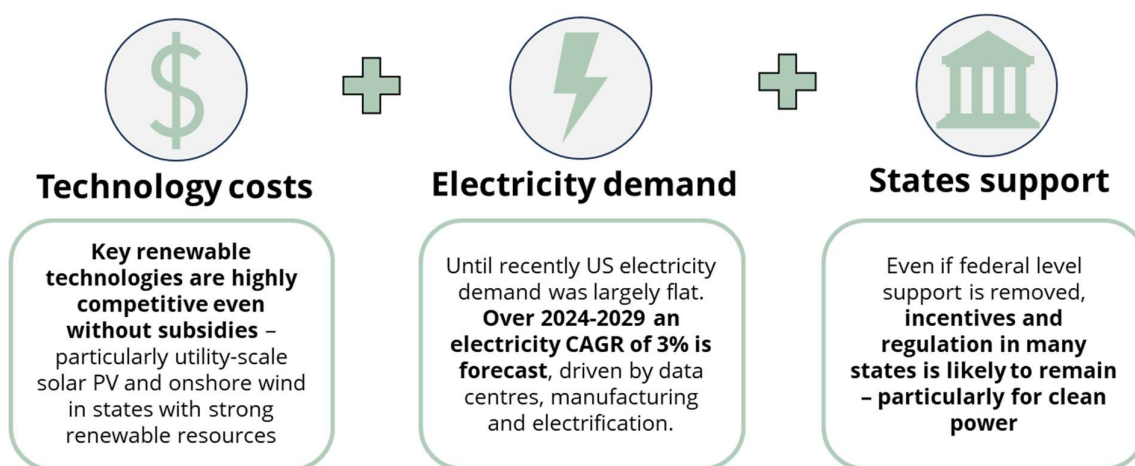 Technology costs
Key renewable
technologies are highly
competitive even
without subsidies –
particularly utility-scale
solar PV and onshore wind
in states with strong
renewable resources
Electricity demand
Until recently US electricity
demand was largely flat.
Over 2024-2029 an
electricity CAGR of 3% is
forecast, driven by data
centres, manufacturing
and electrification.
States support
Even if federal level
support is removed,
incentives and
regulation in many
states is likely to remain
– particularly for clean
power